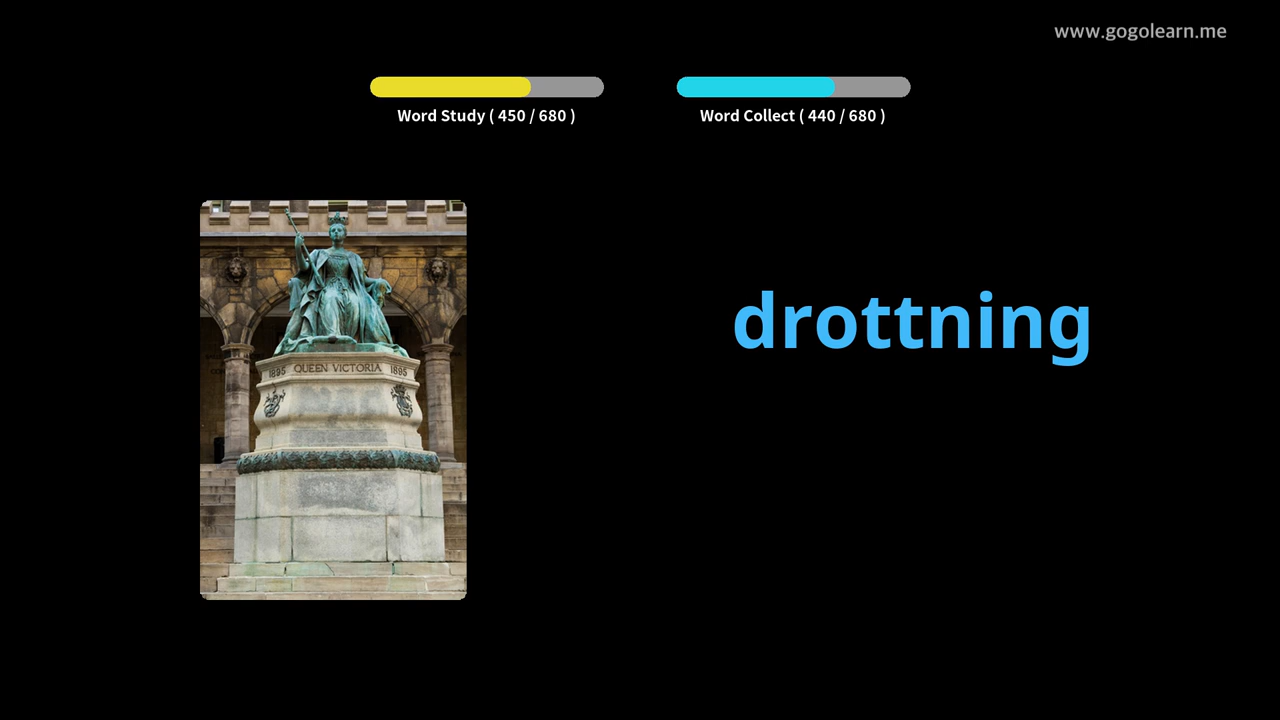 www.gogolearn.me
Word Study ( 450 / 680 )
Word Collect ( 440 / 680 )
drottning
1895 QUEEN VICTORIA 1895